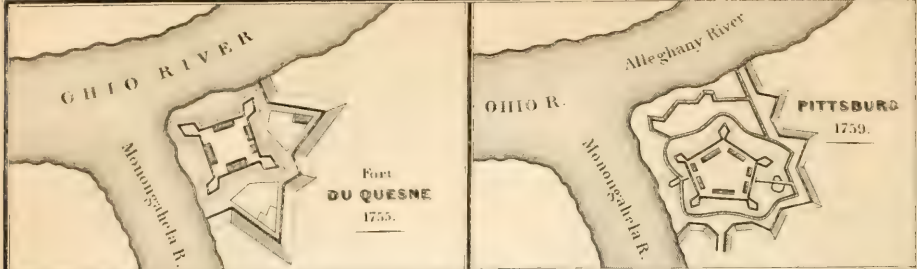 OHIO RIVER
Monongahela R.
Fort
DU QUESNE
1755.
Alleghany River
OHIO R.
Monongahela R.
PITTSBURG
1759.